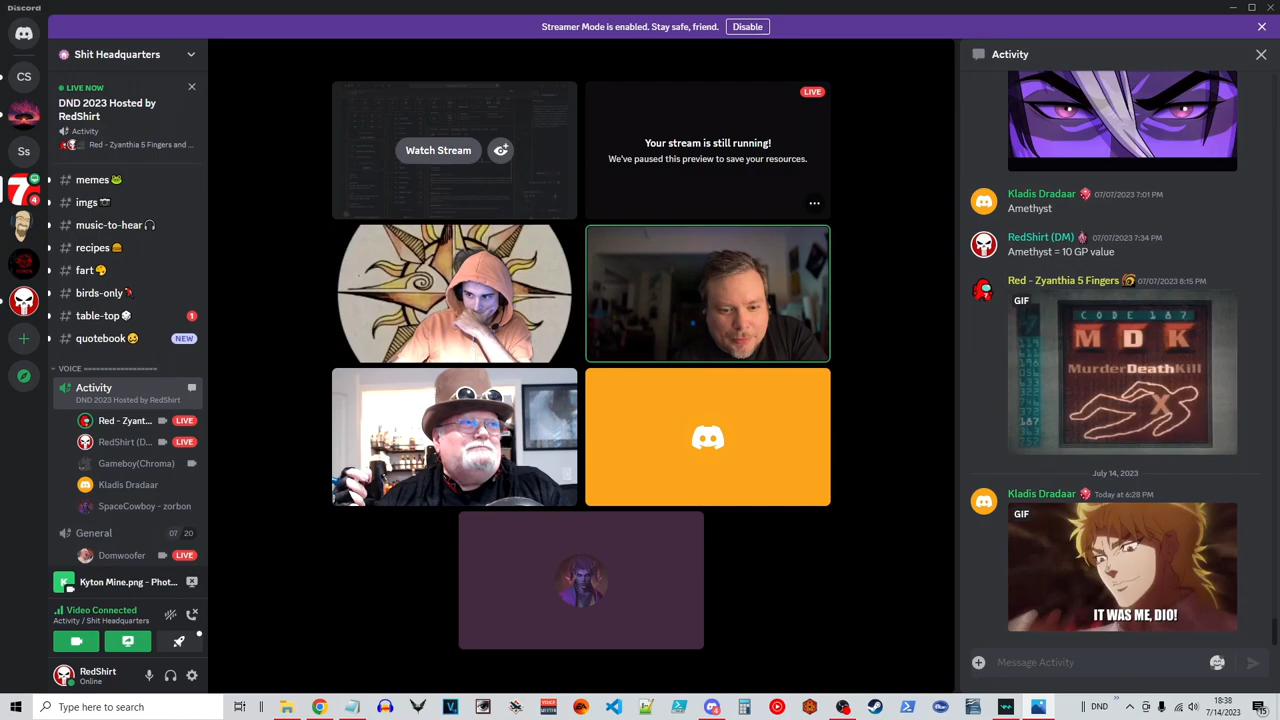 Discord
Streamer Mode is enabled. Stay safe, friend.
Disable
Shit Headquarters
LIVE NOW
DND 2023 Hosted by
RedShirt
Activity
Red - Zyanthia 5 Fingers and ...
# memes
# imgs
# music-to-hear
# recipes
# fart
# birds-only
# table-top
1
# quotebook
NEW
VOICE ==================
Activity
DND 2023 Hosted by RedShirt
Red - Zyant...
LIVE
RedShirt (D...
LIVE
Gameboy(Chroma)
Kladis Dradaar
SpaceCowboy - zorbon
General
07 20
Domwoofer
LIVE
K
Kyton Mine.png - Phot...
Video Connected
Activity / Shit Headquarters
RedShirt
Online
CS
Ss
4
Watch Stream
LIVE
Your stream is still running!
We've paused this preview to save your resources.
Activity
Kladis Dradaar
07/07/2023 7:01 PM
Amethyst
RedShirt (DM)
07/07/2023 7:34 PM
Amethyst = 10 GP value
Red - Zyanthia 5 Fingers
07/07/2023 8:15 PM
GIF
CODE 187
MDK
MurderDeathKill
187
July 14, 2023
Kladis Dradaar
Today at 6:28 PM
GIF
IT WAS ME, DIO!
Message Activity
Type here to search
DND
18:38
7/14/2023
15